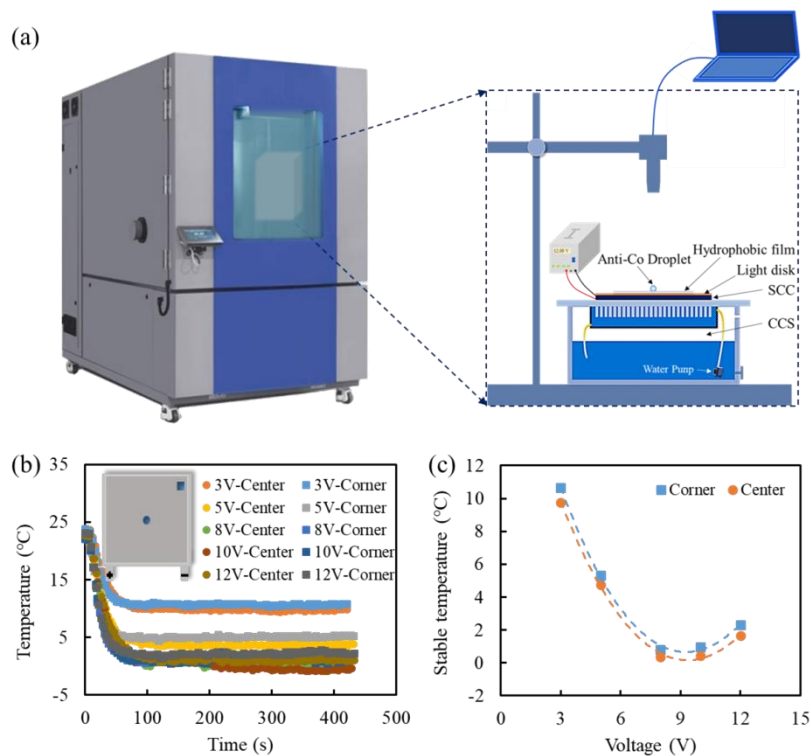 (a)
12.00 V
Anti-Co Droplet
Hydrophobic film
Light disk
SCC
CCS
Water Punp
(b)
35
25
15
5
-5
0 100 200 300 400 500
Temperature (°C)
Time (s)
3V-Center 3V-Corner
5V-Center 5V-Corner
8V-Center 8V-Corner
10V-Center 10V-Corner
12V-Center 12V-Corner
+ -
(c)
12
10
8
6
4
2
0
-2
0 3 6 9 12 15
Stable temperature (°C)
Voltage (V)
Corner Center